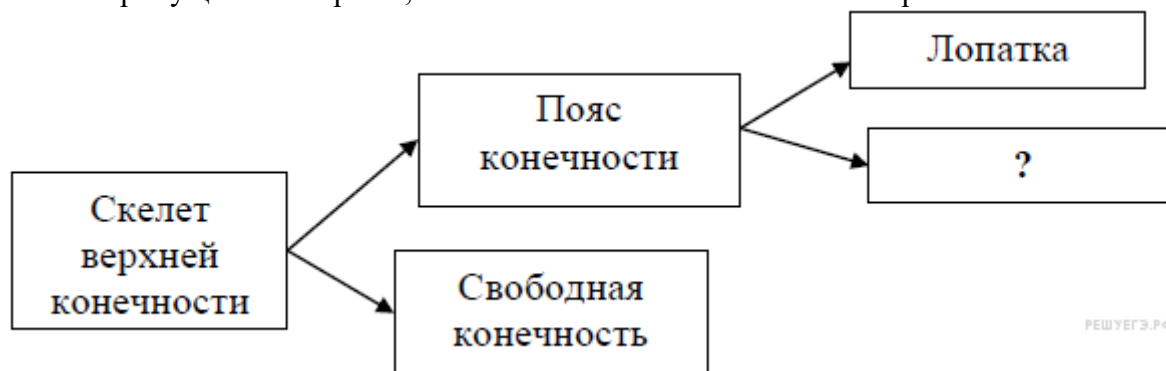 Лопатка
Пояс
конечности
?
Скелет
верхней
конечности
Свободная
конечность
РЕШУЕГЭ.РФ